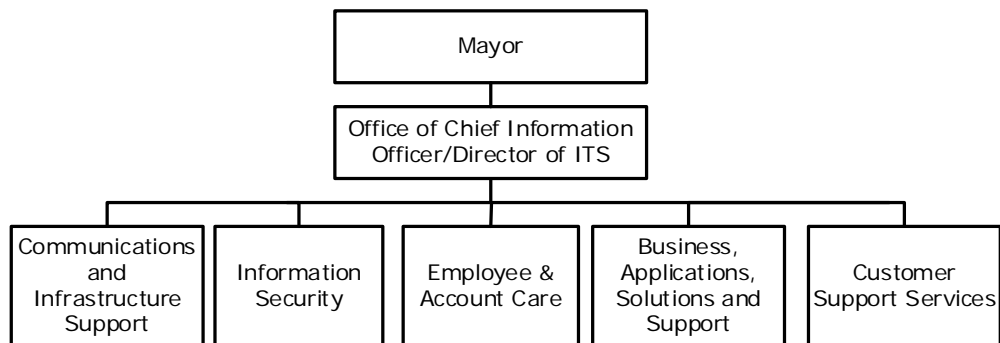 Mayor
Office of Chief Information
Officer/Director of ITS
Communications
and
Infrastructure
Support
Information
Security
Employee &
Account Care
Business,
Applications,
Solutions and
Support
Customer
Support Services